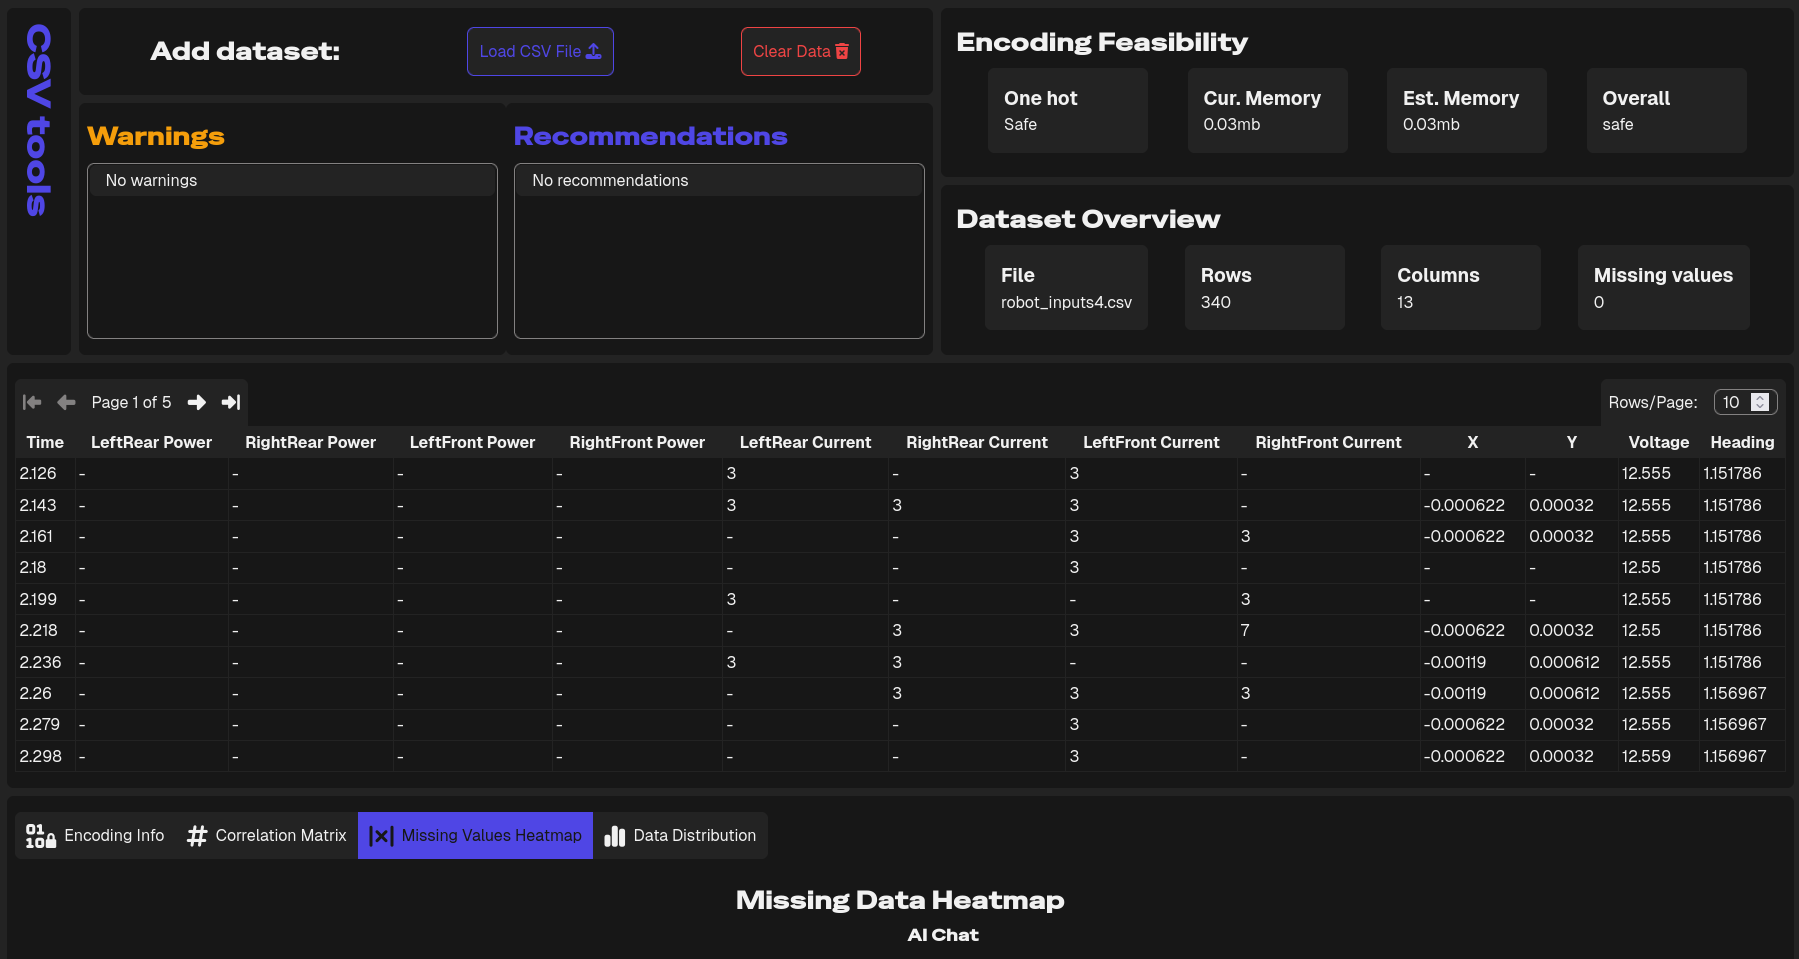 CSV tools
Add dataset:
Load CSV File
Clear Data
Warnings
No warnings
Recommendations
No recommendations
Encoding Feasibility
One hot
Safe
Cur. Memory
0.03mb
Est. Memory
0.03mb
Overall
safe
Dataset Overview
File
robot_inputs4.csv
Rows
340
Columns
13
Missing values
0
Page 1 of 5
Rows/Page: 10
Time LeftRear Power RightRear Power LeftFront Power RightFront Power LeftRear Current RightRear Current LeftFront Current RightFront Current X Y Voltage Heading
2.126 - - - - 3 - 3 - - - 12.555 1.151786
2.143 - - - - 3 3 3 - -0.000622 0.00032 12.555 1.151786
2.161 - - - - - - 3 3 -0.000622 0.00032 12.555 1.151786
2.18 - - - - - - 3 - - - 12.55 1.151786
2.199 - - - - 3 - - 3 - - 12.555 1.151786
2.218 - - - - - 3 3 7 -0.000622 0.00032 12.55 1.151786
2.236 - - - - 3 3 - - -0.00119 0.000612 12.555 1.151786
2.26 - - - - - 3 3 3 -0.00119 0.000612 12.555 1.156967
2.279 - - - - - - 3 - -0.000622 0.00032 12.555 1.156967
2.298 - - - - - - 3 - -0.000622 0.00032 12.559 1.156967
Encoding Info Correlation Matrix Missing Values Heatmap Data Distribution
Missing Data Heatmap
AI Chat